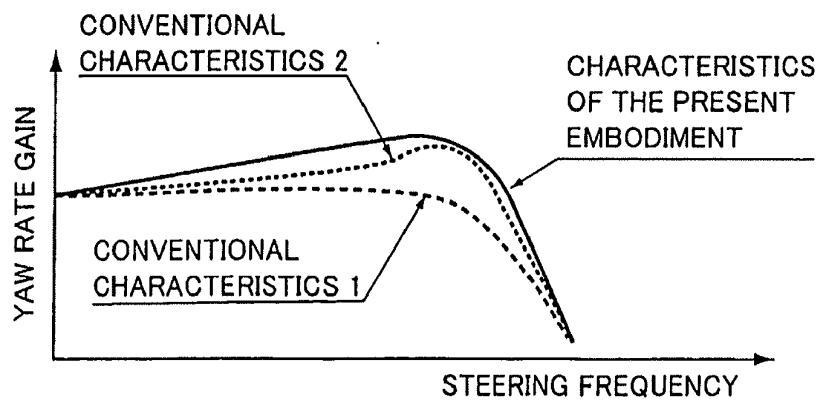 CONVENTIONAL
CHARACTERISTICS 2
CHARACTERISTICS
OF THE PRESENT
EMBODIMENT
YAW RATE GAIN
CONVENTIONAL
CHARACTERISTICS 1
STEERING FREQUENCY